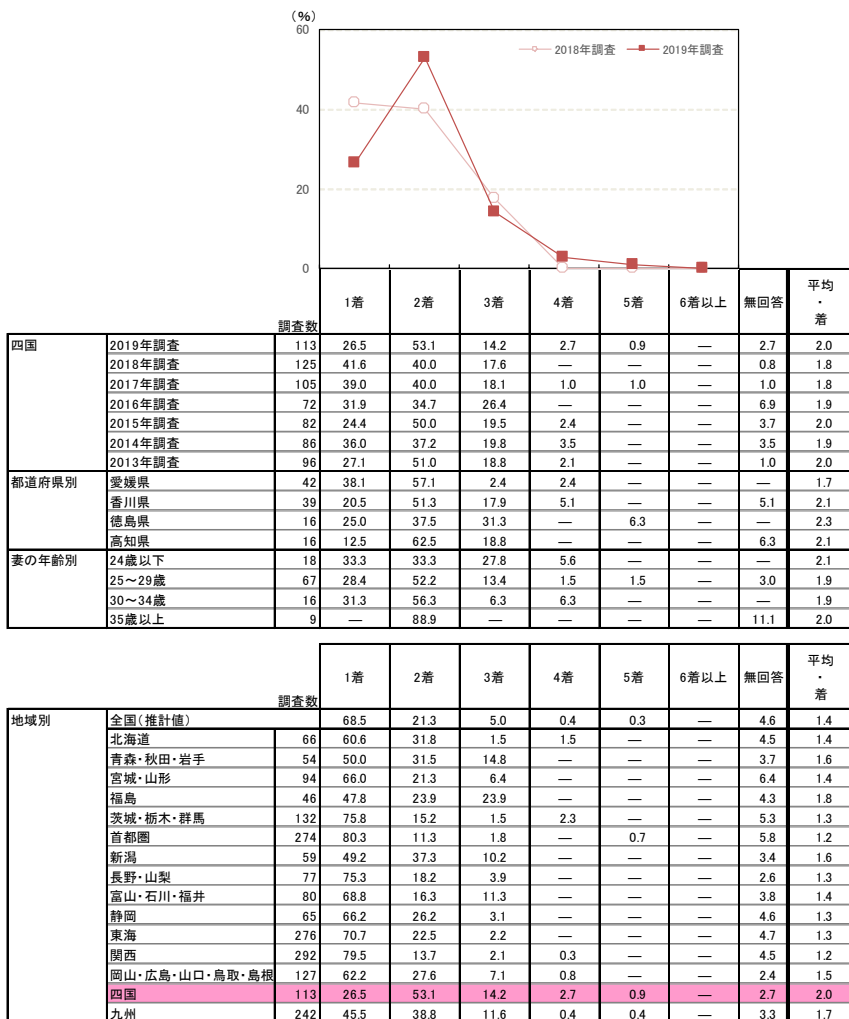 (%)
60
40
20
0
2018年調査 2019年調査
調査数 1着 2着 3着 4着 5着 6着以上 無回答 平均・着
四国 2019年調査 113 26.5 53.1 14.2 2.7 0.9 — 2.7 2.0
2018年調査 125 41.6 40.0 17.6 — — — 0.8 1.8
2017年調査 105 39.0 40.0 18.1 1.0 1.0 — 1.0 1.8
2016年調査 72 31.9 34.7 26.4 — — — 6.9 1.9
2015年調査 82 24.4 50.0 19.5 2.4 — — 3.7 2.0
2014年調査 86 36.0 37.2 19.8 3.5 — — 3.5 1.9
2013年調査 96 27.1 51.0 18.8 2.1 — — 1.0 2.0
都道府県別 愛媛県 42 38.1 57.1 2.4 2.4 — — — 1.7
香川県 39 20.5 51.3 17.9 5.1 — — 5.1 2.1
徳島県 16 25.0 37.5 31.3 — 6.3 — — 2.3
高知県 16 12.5 62.5 18.8 — — — 6.3 2.1
妻の年齢別 24歳以下 18 33.3 33.3 27.8 5.6 — — — 2.1
25～29歳 67 28.4 52.2 13.4 1.5 1.5 — 3.0 1.9
30～34歳 16 31.3 56.3 6.3 6.3 — — — 1.9
35歳以上 9 — 88.9 — — — — 11.1 2.0
調査数 1着 2着 3着 4着 5着 6着以上 無回答 平均・着
地域別 全国(推計値) 68.5 21.3 5.0 0.4 0.3 — 4.6 1.4
北海道 66 60.6 31.8 1.5 1.5 — — 4.5 1.4
青森・秋田・岩手 54 50.0 31.5 14.8 — — — 3.7 1.6
宮城・山形 94 66.0 21.3 6.4 — — — 6.4 1.4
福島 46 47.8 23.9 23.9 — — — 4.3 1.8
茨城・栃木・群馬 132 75.8 15.2 1.5 2.3 — — 5.3 1.3
首都圏 274 80.3 11.3 1.8 — 0.7 — 5.8 1.2
新潟 59 49.2 37.3 10.2 — — — 3.4 1.6
長野・山梨 77 75.3 18.2 3.9 — — — 2.6 1.3
富山・石川・福井 80 68.8 16.3 11.3 — — — 3.8 1.4
静岡 65 66.2 26.2 3.1 — — — 4.6 1.3
東海 276 70.7 22.5 2.2 — — — 4.7 1.3
関西 292 79.5 13.7 2.1 0.3 — — 4.5 1.2
岡山・広島・山口・鳥取・島根 127 62.2 27.6 7.1 0.8 — — 2.4 1.5
四国 113 26.5 53.1 14.2 2.7 0.9 — 2.7 2.0
九州 242 45.5 38.8 11.6 0.4 0.4 — 3.3 1.7